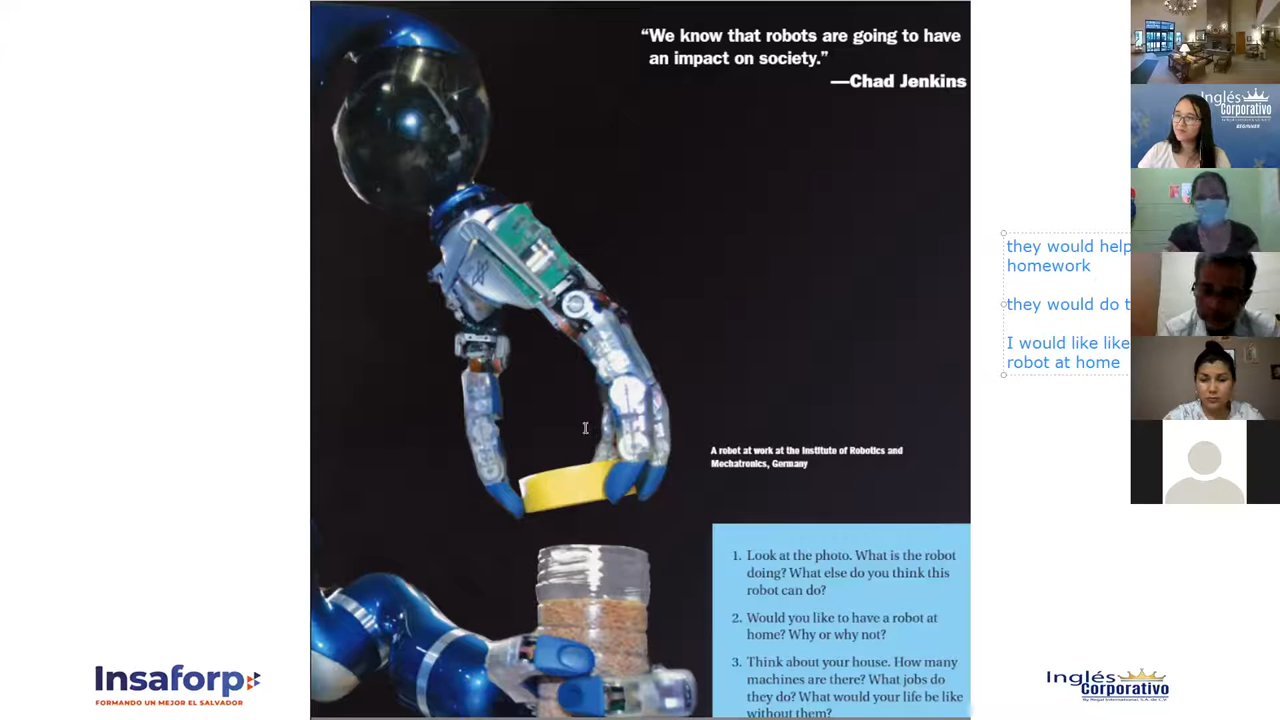 “We know that robots are going to have
an impact on society.”
—Chad Jenkins
Inglés
Corporativo
BEGINNER
they would help
homework
they would do t
I would like like
robot at home
A robot at work at the Institute of Robotics and
Mechatronics, Germany
1. Look at the photo. What is the robot
doing? What else do you think this
robot can do?
2. Would you like to have a robot at
home? Why or why not?
3. Think about your house. How many
machines are there? What jobs do
they do? What would your life be like
without them?
Insaforp
FORMANDO UN MEJOR EL SALVADOR
Inglés
Corporativo
By Regal International, S.A. de C.V.